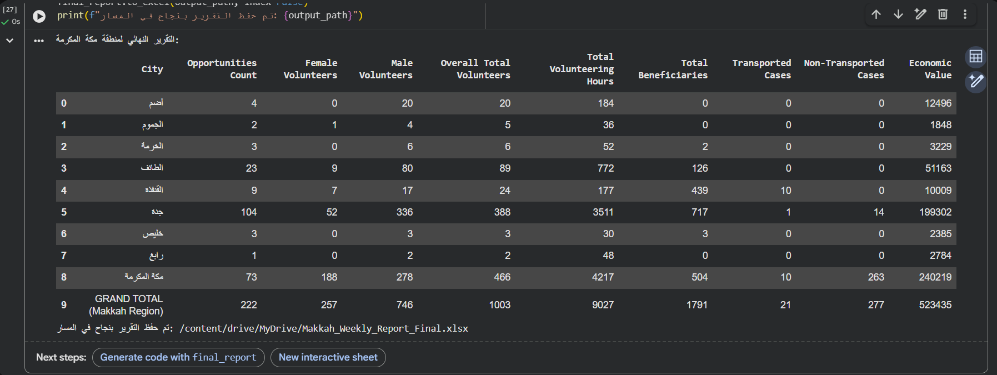 [27]
0s
final_report.to_excel(output_path, index=False)
print(f"تم حفظ التقرير بنجاح في المسار: {output_path}")
التقرير النهائي لمنطقة مكة المكرمة:
City Opportunities Count Female Volunteers Male Volunteers Overall Total Volunteers Total Volunteering Hours Total Beneficiaries Transported Cases Non-Transported Cases Economic Value
0 أضم 4 0 20 20 184 0 0 0 12496
1 الجموم 2 1 4 5 36 0 0 0 1848
2 الخرمة 3 0 6 6 52 2 0 0 3229
3 الطائف 23 9 80 89 772 126 0 0 51163
4 القنفذة 9 7 17 24 177 439 10 0 10009
5 جدة 104 52 336 388 3511 717 1 14 199302
6 خليص 3 0 3 3 30 3 0 0 2385
7 رابغ 1 0 2 2 48 0 0 0 2784
8 مكة المكرمة 73 188 278 466 4217 504 10 263 240219
9 GRAND TOTAL (Makkah Region) 222 257 746 1003 9027 1791 21 277 523435
تم حفظ التقرير بنجاح في المسار: /content/drive/MyDrive/Makkah_Weekly_Report_Final.xlsx
Next steps: Generate code with final_report New interactive sheet